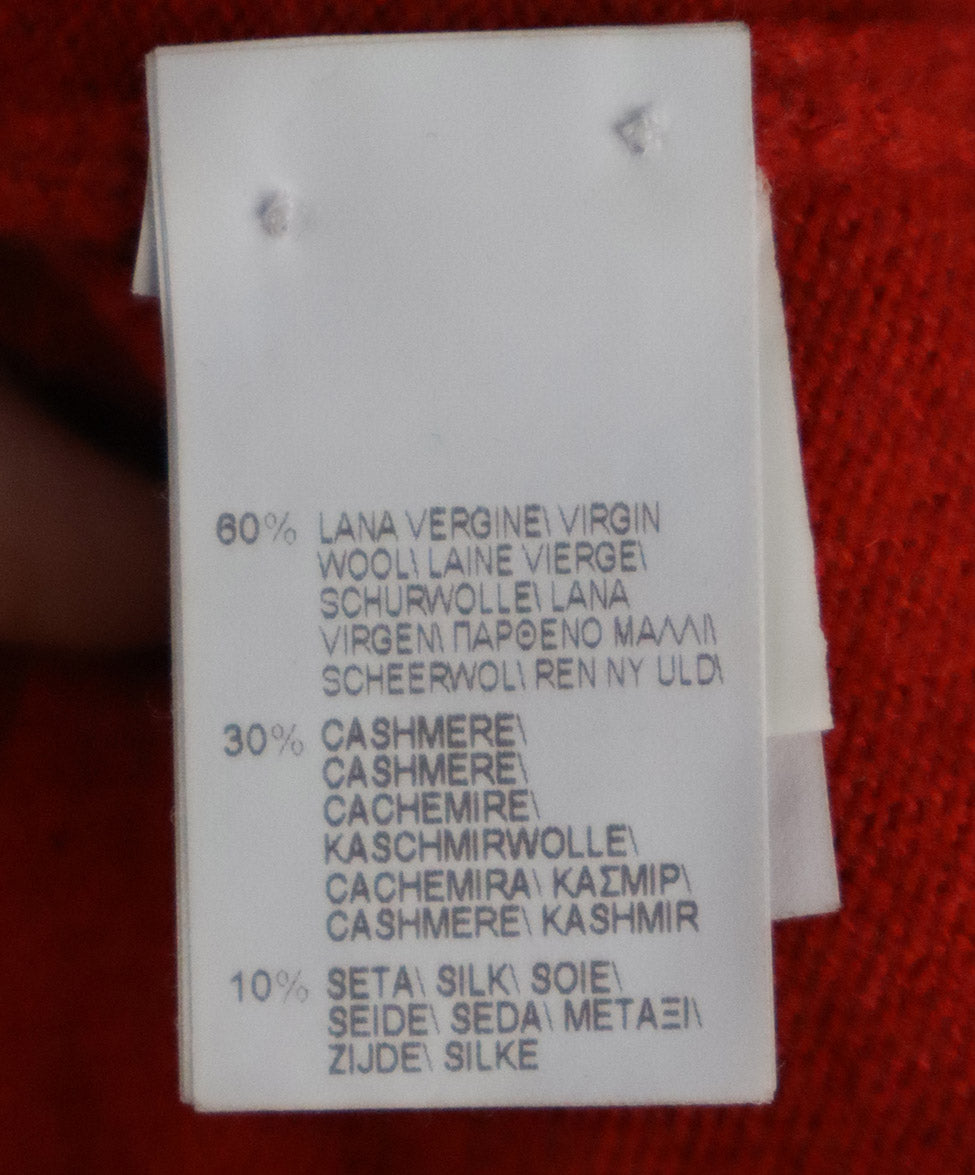 60% LANA VERGINE\ VIRGIN
WOOL\ LAINE VIERGE\
SCHURWOLLE\ LANA
VIRGEN\ ΠΑΡΘΕΝΟ ΜΑΛΛΙ\
SCHEERWOL\ REN NY ULD\
30% CASHMERE\
CASHMERE\
CACHEMIRE\
KASCHMIRWOLLE\
CACHEMIRA\ ΚΑΣΜΙΡ\
CASHMERE\ KASHMIR
10% SETA\ SILK\ SOIE\
SEIDE\ SEDA\ ΜΕΤΑΞΙ\
ZIJDE\ SILKE